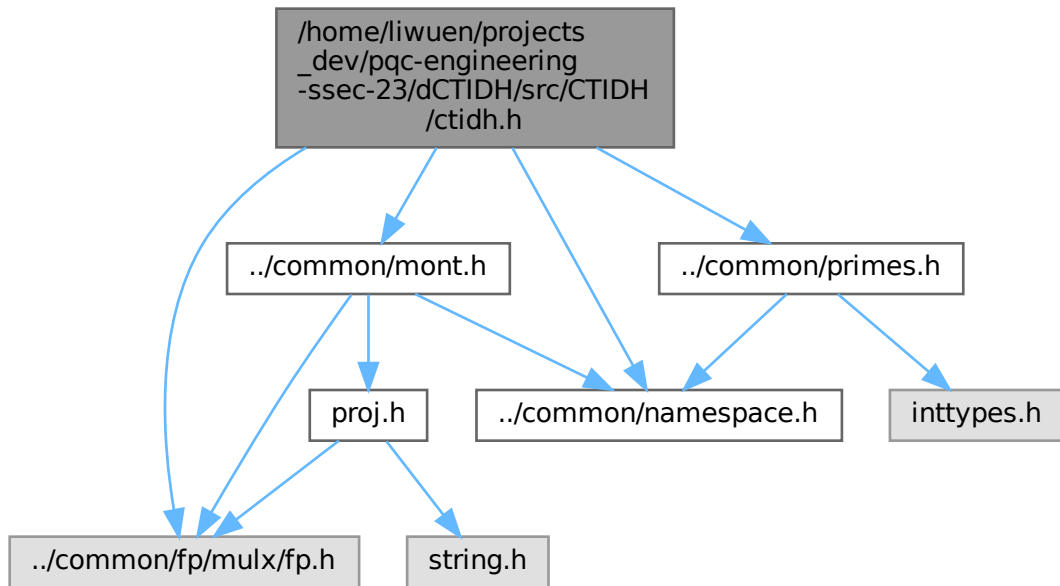 /home/liwuen/projects
_dev/pqc-engineering
-ssec-23/dCTIDH/src/CTIDH
/ctidh.h
../common/mont.h
../common/primes.h
proj.h
../common/namespace.h
inttypes.h
../common/fp/mulx/fp.h
string.h